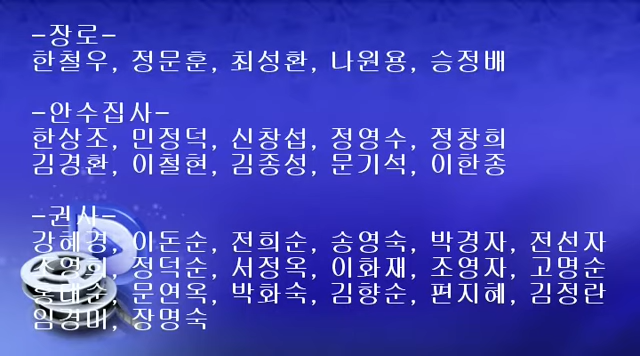 -장로-
한철우, 정문훈, 최성환, 나원용, 승정배
-안수집사-
한상조, 민정덕, 신창섭, 정영수, 정창희
김경환, 이철현, 김종성, 문기석, 이한종
-권사-
강혜경, 이돈순, 전희순, 송영숙, 박경자, 전선자
정덕순, 서정옥, 이화재, 조영자, 고명순
문연옥, 박화숙, 김향순, 편지혜, 김정란
임경미, 장명숙